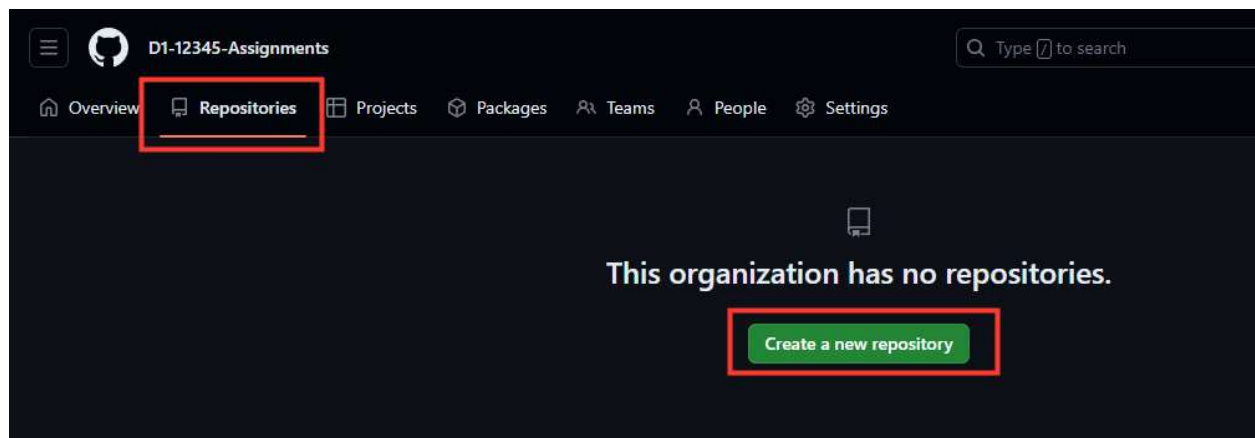 D1-12345-Assignments
Type / to search
Overview Repositories Projects Packages Teams People Settings
This organization has no repositories.
Create a new repository